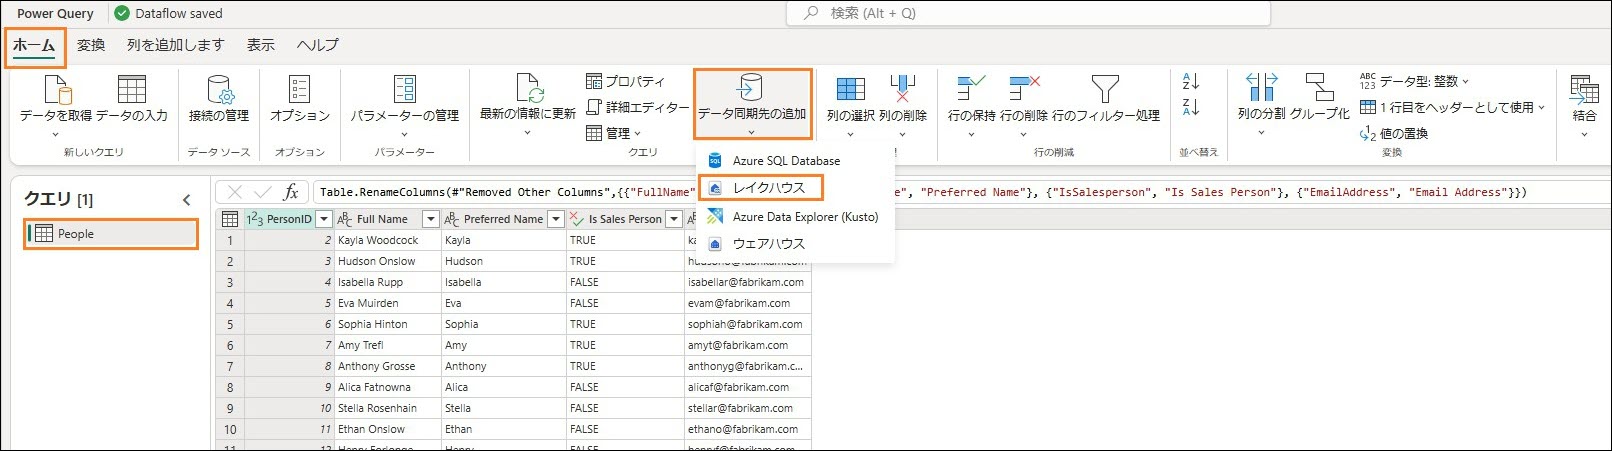 Power Query Dataflow saved 検索 (Alt + Q)
ホーム 変換 列を追加します 表示 ヘルプ
データを取得 データの入力 接続の管理 オプション パラメーターの管理 最新の情報に更新 プロパティ 詳細エディター 管理 データ同期先の追加 列の選択 列の削除 行の保持 行の削除 行のフィルター処理 列の分割 グループ化 データ型: 整数 1 行目をヘッダーとして使用 値の置換 結合
新しいクエリ データ ソース オプション パラメーター クエリ 行の削減 並べ替え 変換
Azure SQL Database
レイクハウス
Azure Data Explorer (Kusto)
ウェアハウス
クエリ [1]
People
fx Table.RenameColumns(#"Removed Other Columns",{{"FullName" "Preferred Name"}, {"IsSalesperson", "Is Sales Person"}, {"EmailAddress", "Email Address"}})
PersonID Full Name Preferred Name Is Sales Person
1 2 Kayla Woodcock Kayla TRUE
2 3 Hudson Onslow Hudson TRUE
3 4 Isabella Rupp Isabella FALSE isabellar@fabrikam.com
4 5 Eva Muirden Eva FALSE evam@fabrikam.com
5 6 Sophia Hinton Sophia TRUE sophiah@fabrikam.com
6 7 Amy Trefl Amy TRUE amyt@fabrikam.com
7 8 Anthony Grosse Anthony TRUE anthonyg@fabrikam.c...
8 9 Alica Fatnowna Alica FALSE alicaf@fabrikam.com
9 10 Stella Rosenhain Stella FALSE stellar@fabrikam.com
10 11 Ethan Onslow Ethan FALSE ethano@fabrikam.com